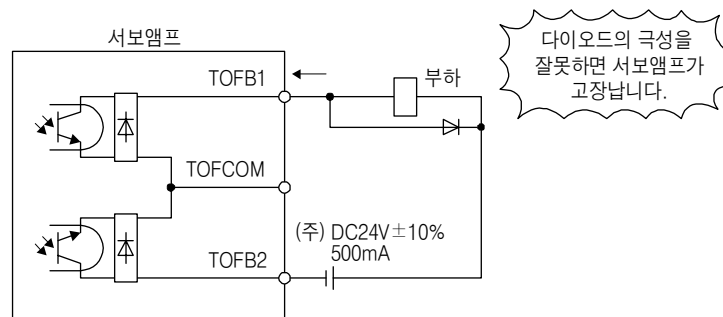 서보앰프
TOFB1
부하
다이오드의 극성을
잘못하면 서보앰프가
고장납니다.
TOFCOM
(주) DC24V±10%
500mA
TOFB2